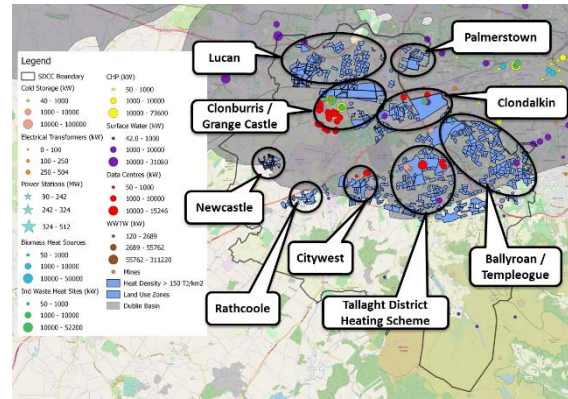 Legend
SDCC Boundary
Cold Storage (kW)
40 - 1000
1000 - 10000
10000 - 100000
Electrical Transformers (kW)
0 - 100
100 - 250
250 - 504
Power Stations (MW)
90 - 242
242 - 324
324 - 512
Biomass Heat Sources
50 - 1000
1000 - 10000
10000 - 50000
Ind Waste Heat Sites (kW)
50 - 1000
1000 - 10000
10000 - 52200
CHP (kW)
50 - 1000
1000 - 10000
10000 - 73600
Surface Water (kW)
42.8 - 1000
1000 - 10000
10000 - 31060
Data Centres (kW)
50 - 1000
1000 - 10000
10000 - 15246
WWTW (kW)
120 - 2689
2689 - 55762
55762 - 311220
Mines
Heat Density > 150 TJ/km2
Land Use Zones
Dublin Basin
Lucan
Palmerstown
Clonburris /
Grange Castle
Clondalkin
Newcastle
Citywest
Rathcoole
Tallaght District
Heating Scheme
Ballyroan /
Templeogue